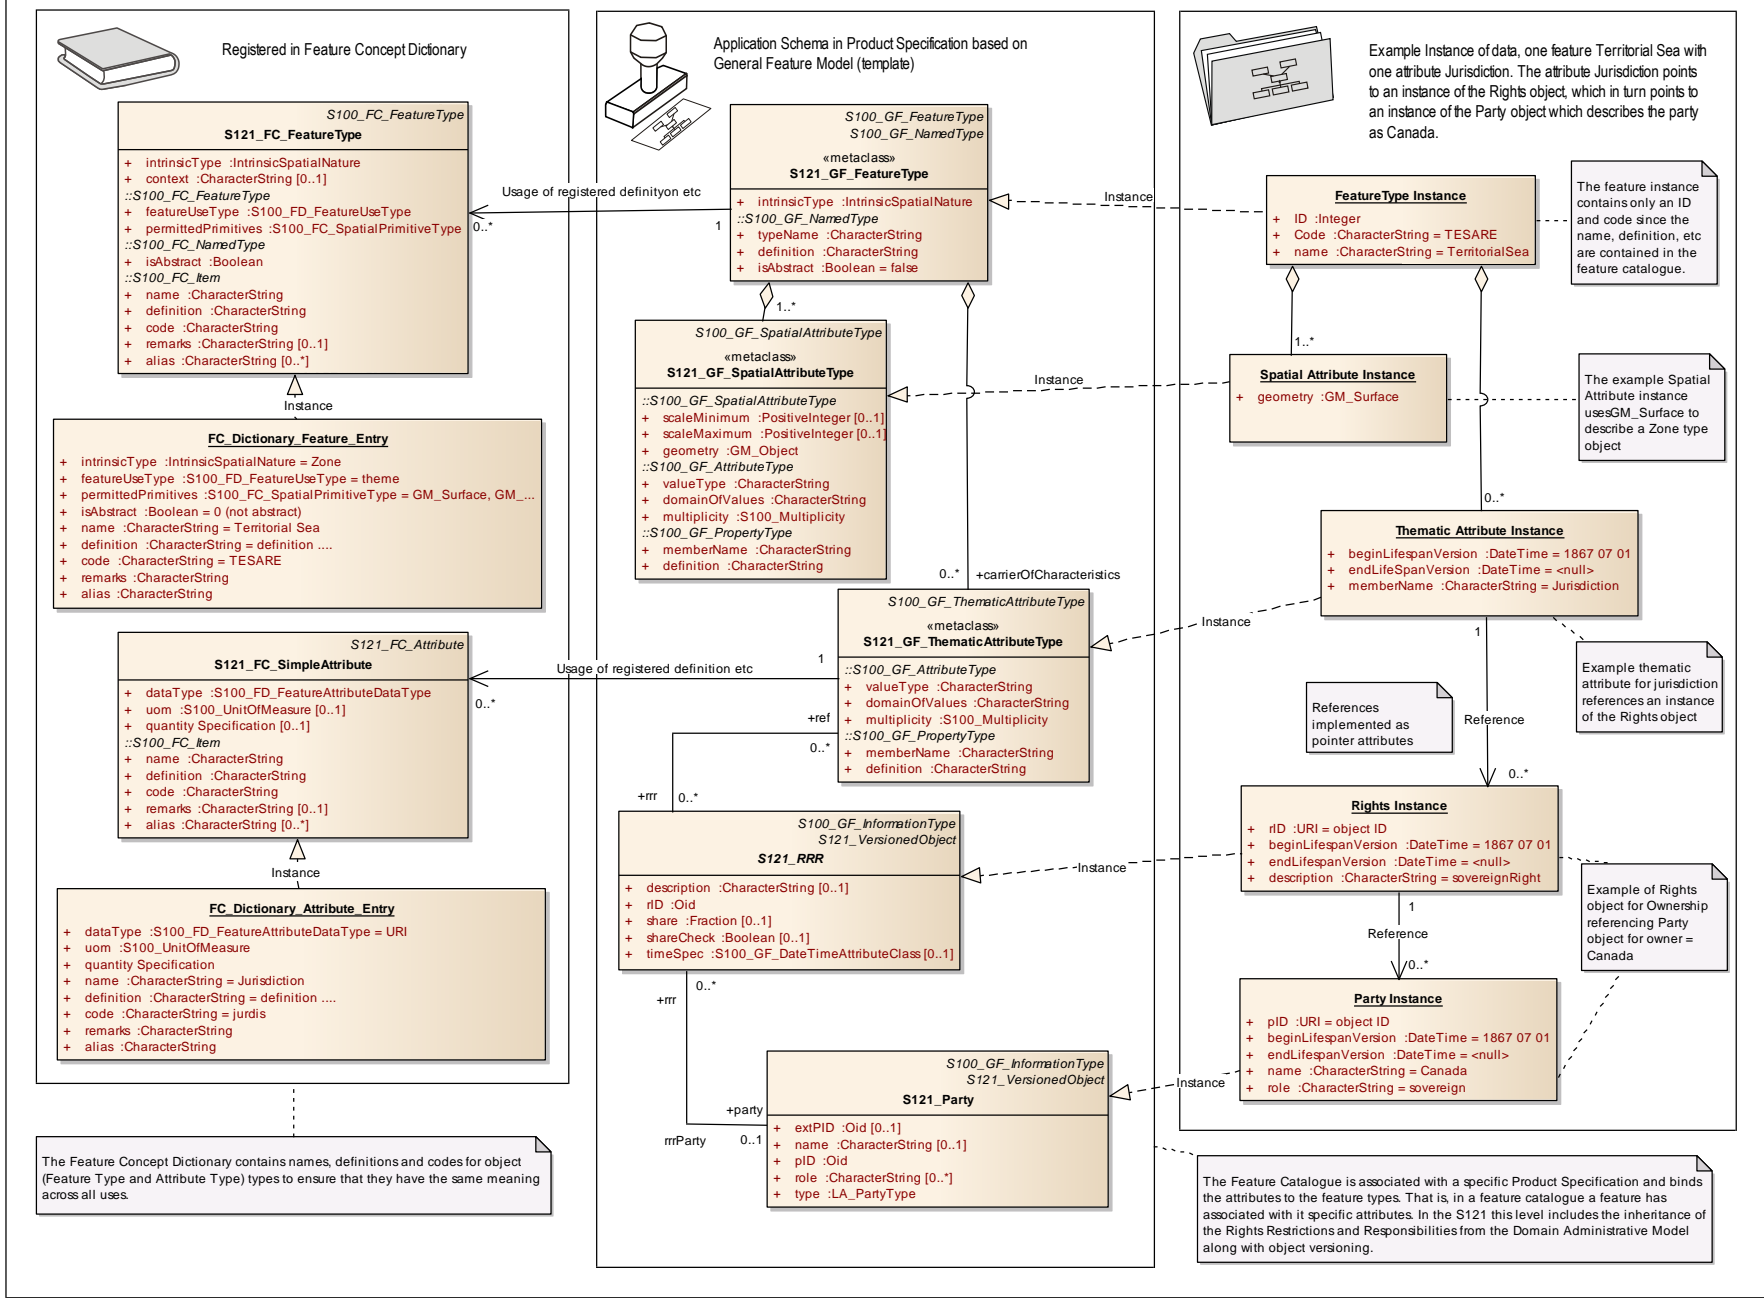 Registered in Feature Concept Dictionary
S100_FC_FeatureType
S121_FC_FeatureType
+ intrinsicType :IntrinsicSpatialNature
+ context :CharacterString [0..1]
::S100_FC_FeatureType
+ featureUseType :S100_FD_FeatureUseType
+ permittedPrimitives :S100_FC_SpatialPrimitiveType
::S100_FC_NamedType
+ isAbstract :Boolean
::S100_FC_Item
+ name :CharacterString
+ definition :CharacterString
+ code :CharacterString
+ remarks :CharacterString [0..1]
+ alias :CharacterString [0..*]
Instance
FC_Dictionary_Feature_Entry
+ intrinsicType :IntrinsicSpatialNature = Zone
+ featureUseType :S100_FD_FeatureUseType = theme
+ permittedPrimitives :S100_FC_SpatialPrimitiveType = GM_Surface, GM_...
+ isAbstract :Boolean = 0 (not abstract)
+ name :CharacterString = Territorial Sea
+ definition :CharacterString = definition ....
+ code :CharacterString = TESARE
+ remarks :CharacterString
+ alias :CharacterString
S121_FC_Attribute
S121_FC_SimpleAttribute
+ dataType :S100_FD_FeatureAttributeDataType
+ uom :S100_UnitOfMeasure [0..1]
+ quantity Specification [0..1]
::S100_FC_Item
+ name :CharacterString
+ definition :CharacterString
+ code :CharacterString
+ remarks :CharacterString [0..1]
+ alias :CharacterString [0..*]
Instance
FC_Dictionary_Attribute_Entry
+ dataType :S100_FD_FeatureAttributeDataType = URI
+ uom :S100_UnitOfMeasure
+ quantity Specification
+ name :CharacterString = Jurisdiction
+ definition :CharacterString = definition ....
+ code :CharacterString = jurdis
+ remarks :CharacterString
+ alias :CharacterString
The Feature Concept Dictionary contains names, definitions and codes for object
(Feature Type and Attribute Type) types to ensure that they have the same meaning
across all uses.
Application Schema in Product Specification based on
General Feature Model (template)
S100_GF_FeatureType
S100_GF_NamedType
«metaclass»
S121_GF_FeatureType
+ intrinsicType :IntrinsicSpatialNature
::S100_GF_NamedType
+ typeName :CharacterString
+ definition :CharacterString
+ isAbstract :Boolean = false
Usage of registered definityon etc
0..*
1
1..*
S100_GF_SpatialAttributeType
«metaclass»
S121_GF_SpatialAttributeType
::S100_GF_SpatialAttributeType
+ scaleMinimum :PositiveInteger [0..1]
+ scaleMaximum :PositiveInteger [0..1]
+ geometry :GM_Object
::S100_GF_AttributeType
+ valueType :CharacterString
+ domainOfValues :CharacterString
+ multiplicity :S100_Multiplicity
::S100_GF_PropertyType
+ memberName :CharacterString
+ definition :CharacterString
0..* +carrierOfCharacteristics
S100_GF_ThematicAttributeType
«metaclass»
S121_GF_ThematicAttributeType
::S100_GF_AttributeType
+ valueType :CharacterString
+ domainOfValues :CharacterString
+ multiplicity :S100_Multiplicity
::S100_GF_PropertyType
+ memberName :CharacterString
+ definition :CharacterString
Usage of registered definition etc
1
0..*
+ref
0..*
+rrr 0..*
S100_GF_InformationType
S121_VersionedObject
S121_RRR
+ description :CharacterString [0..1]
+ rID :Oid
+ share :Fraction [0..1]
+ shareCheck :Boolean [0..1]
+ timeSpec :S100_GF_DateTimeAttributeClass [0..1]
0..*
+rrr
+party
rrrParty 0..1
S100_GF_InformationType
S121_VersionedObject
S121_Party
+ extPID :Oid [0..1]
+ name :CharacterString [0..1]
+ pID :Oid
+ role :CharacterString [0..*]
+ type :LA_PartyType
Example Instance of data, one feature Territorial Sea with
one attribute Jurisdiction. The attribute Jurisdiction points
to an instance of the Rights object, which in turn points to
an instance of the Party object which describes the party
as Canada.
Instance
FeatureType Instance
+ ID :Integer
+ Code :CharacterString = TESARE
+ name :CharacterString = TerritorialSea
The feature instance
contains only an ID
and code since the
name, definition, etc
are contained in the
feature catalogue.
1..*
Instance
Spatial Attribute Instance
+ geometry :GM_Surface
The example Spatial
Attribute instance
usesGM_Surface to
describe a Zone type
object
0..*
Thematic Attribute Instance
+ beginLifespanVersion :DateTime = 1867 07 01
+ endLifeSpanVersion :DateTime = <null>
+ memberName :CharacterString = Jurisdiction
Instance
1
Example thematic
attribute for jurisdiction
references an instance
of the Rights object
References
implemented as
pointer attributes
Reference
0..*
Rights Instance
+ rID :URI = object ID
+ beginLifespanVersion :DateTime = 1867 07 01
+ endLifespanVersion :DateTime = <null>
+ description :CharacterString = sovereignRight
Instance
1
Reference
0..*
Example of Rights
object for Ownership
referencing Party
object for owner =
Canada
Party Instance
+ pID :URI = object ID
+ beginLifespanVersion :DateTime = 1867 07 01
+ endLifespanVersion :DateTime = <null>
+ name :CharacterString = Canada
+ role :CharacterString = sovereign
Instance
The Feature Catalogue is associated with a specific Product Specification and binds
the attributes to the feature types. That is, in a feature catalogue a feature has
associated with it specific attributes. In the S121 this level includes the inheritance of
the Rights Restrictions and Responsibilities from the Domain Administrative Model
along with object versioning.